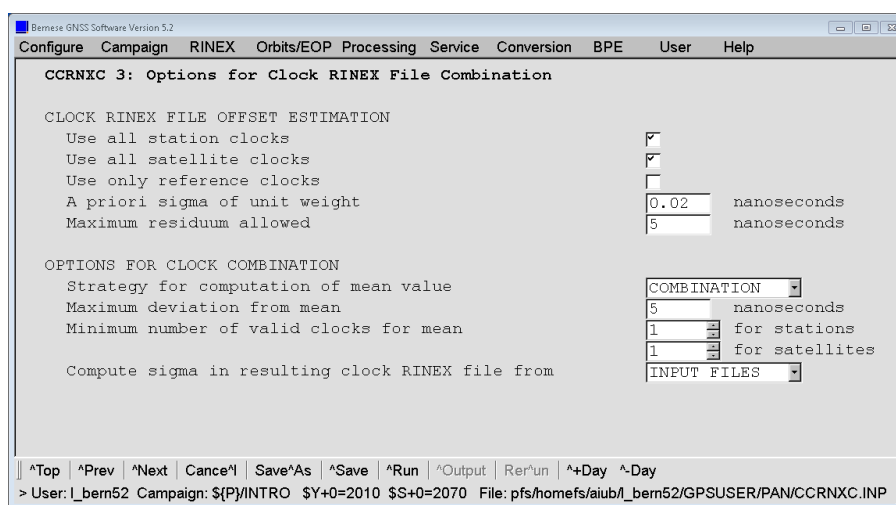 Bernese GNSS Software Version 5.2
Configure Campaign RINEX Orbits/EOP Processing Service Conversion BPE User Help
CCRNXC 3: Options for Clock RINEX File Combination
CLOCK RINEX FILE OFFSET ESTIMATION
Use all station clocks
Use all satellite clocks
Use only reference clocks
A priori sigma of unit weight 0.02 nanoseconds
Maximum residuum allowed 5 nanoseconds
OPTIONS FOR CLOCK COMBINATION
Strategy for computation of mean value COMBINATION
Maximum deviation from mean 5 nanoseconds
Minimum number of valid clocks for mean 1 for stations
1 for satellites
Compute sigma in resulting clock RINEX file from INPUT FILES
^Top ^Prev ^Next Cance^l Save^As ^Save ^Run ^Output Rer^un ^+Day ^-Day
> User: l_bern52 Campaign: ${P}/INTRO $Y+0=2010 $S+0=2070 File: pfs/homefs/aiub/l_bern52/GPSUSER/PAN/CCRNXC.INP